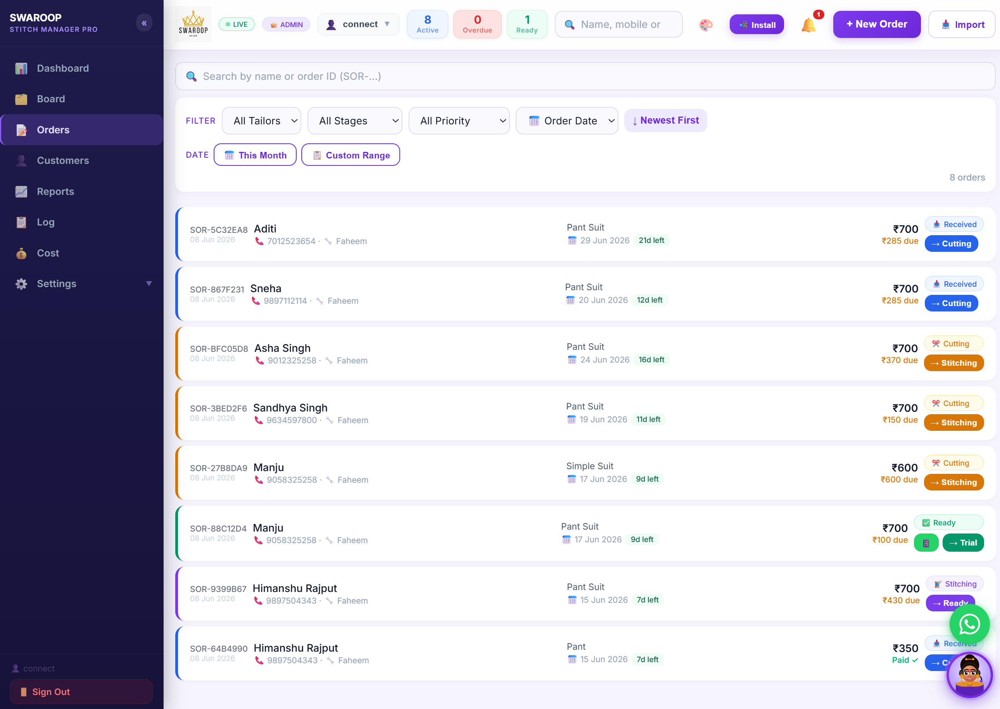 SWAROOP
STITCH MANAGER PRO
«
Dashboard
Board
Orders
Customers
Reports
Log
Cost
Settings
connect
Sign Out
SWAROOP
LIVE
ADMIN
connect
8
Active
0
Overdue
1
Ready
Name, mobile or
Install
1
+ New Order
Import
Search by name or order ID (SOR-...)
FILTER
All Tailors
All Stages
All Priority
Order Date
↓ Newest First
DATE
This Month
Custom Range
8 orders
SOR-5C32EA8
08 Jun 2026
Aditi
7012523654 · Faheem
Pant Suit
29 Jun 2026 21d left
₹700
₹285 due
Received
→ Cutting
SOR-867F231
08 Jun 2026
Sneha
9897112114 · Faheem
Pant Suit
20 Jun 2026 12d left
₹700
₹285 due
Received
→ Cutting
SOR-BFC05D8
08 Jun 2026
Asha Singh
9012325258 · Faheem
Pant Suit
24 Jun 2026 16d left
₹700
₹370 due
Cutting
→ Stitching
SOR-3BED2F6
08 Jun 2026
Sandhya Singh
9634597800 · Faheem
Pant Suit
19 Jun 2026 11d left
₹700
₹150 due
Cutting
→ Stitching
SOR-27B8DA9
08 Jun 2026
Manju
9058325258 · Faheem
Simple Suit
17 Jun 2026 9d left
₹600
₹600 due
Cutting
→ Stitching
SOR-88C12D4
08 Jun 2026
Manju
9058325258 · Faheem
Pant Suit
17 Jun 2026 9d left
₹700
₹100 due
Ready
→ Trial
SOR-9399B67
08 Jun 2026
Himanshu Rajput
9897504343 · Faheem
Pant Suit
15 Jun 2026 7d left
₹700
₹430 due
Stitching
→ Ready
SOR-64B4990
08 Jun 2026
Himanshu Rajput
9897504343 · Faheem
Pant
15 Jun 2026 7d left
₹350
Paid ✓
Received
→